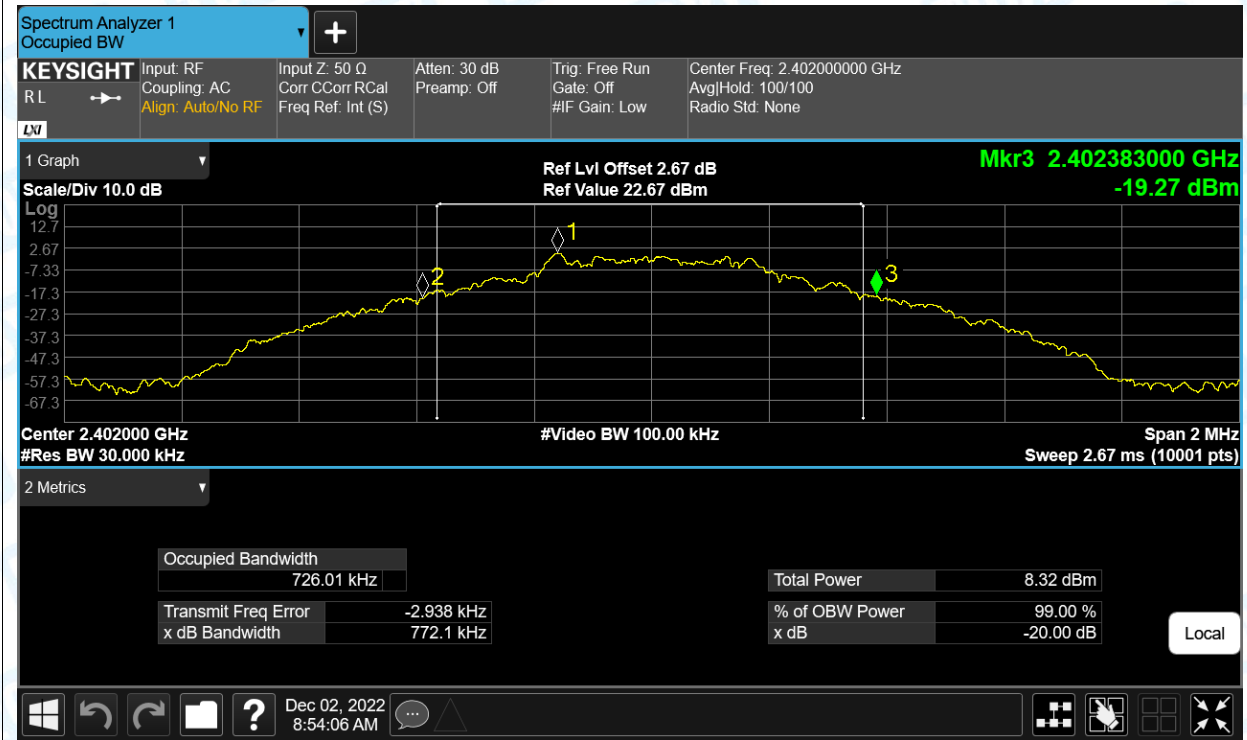 Spectrum Analyzer 1
Occupied BW
KEYSIGHT
R L
LXI
Input: RF
Coupling: AC
Align: Auto/No RF
Input Z: 50 Ω
Corr CCorr RCal
Freq Ref: Int (S)
Atten: 30 dB
Preamp: Off
Trig: Free Run
Gate: Off
#IF Gain: Low
Center Freq: 2.402000000 GHz
Avg|Hold: 100/100
Radio Std: None
1 Graph
Scale/Div 10.0 dB
Ref Lvl Offset 2.67 dB
Ref Value 22.67 dBm
Mkr3 2.402383000 GHz
-19.27 dBm
Log
12.7
2.67
-7.33
-17.3
-27.3
-37.3
-47.3
-57.3
-67.3
1
2
3
Center 2.402000 GHz
#Res BW 30.000 kHz
#Video BW 100.00 kHz
Span 2 MHz
Sweep 2.67 ms (10001 pts)
2 Metrics
Occupied Bandwidth
726.01 kHz
Transmit Freq Error -2.938 kHz
x dB Bandwidth 772.1 kHz
Total Power 8.32 dBm
% of OBW Power 99.00 %
x dB -20.00 dB
Local
?
Dec 02, 2022
8:54:06 AM